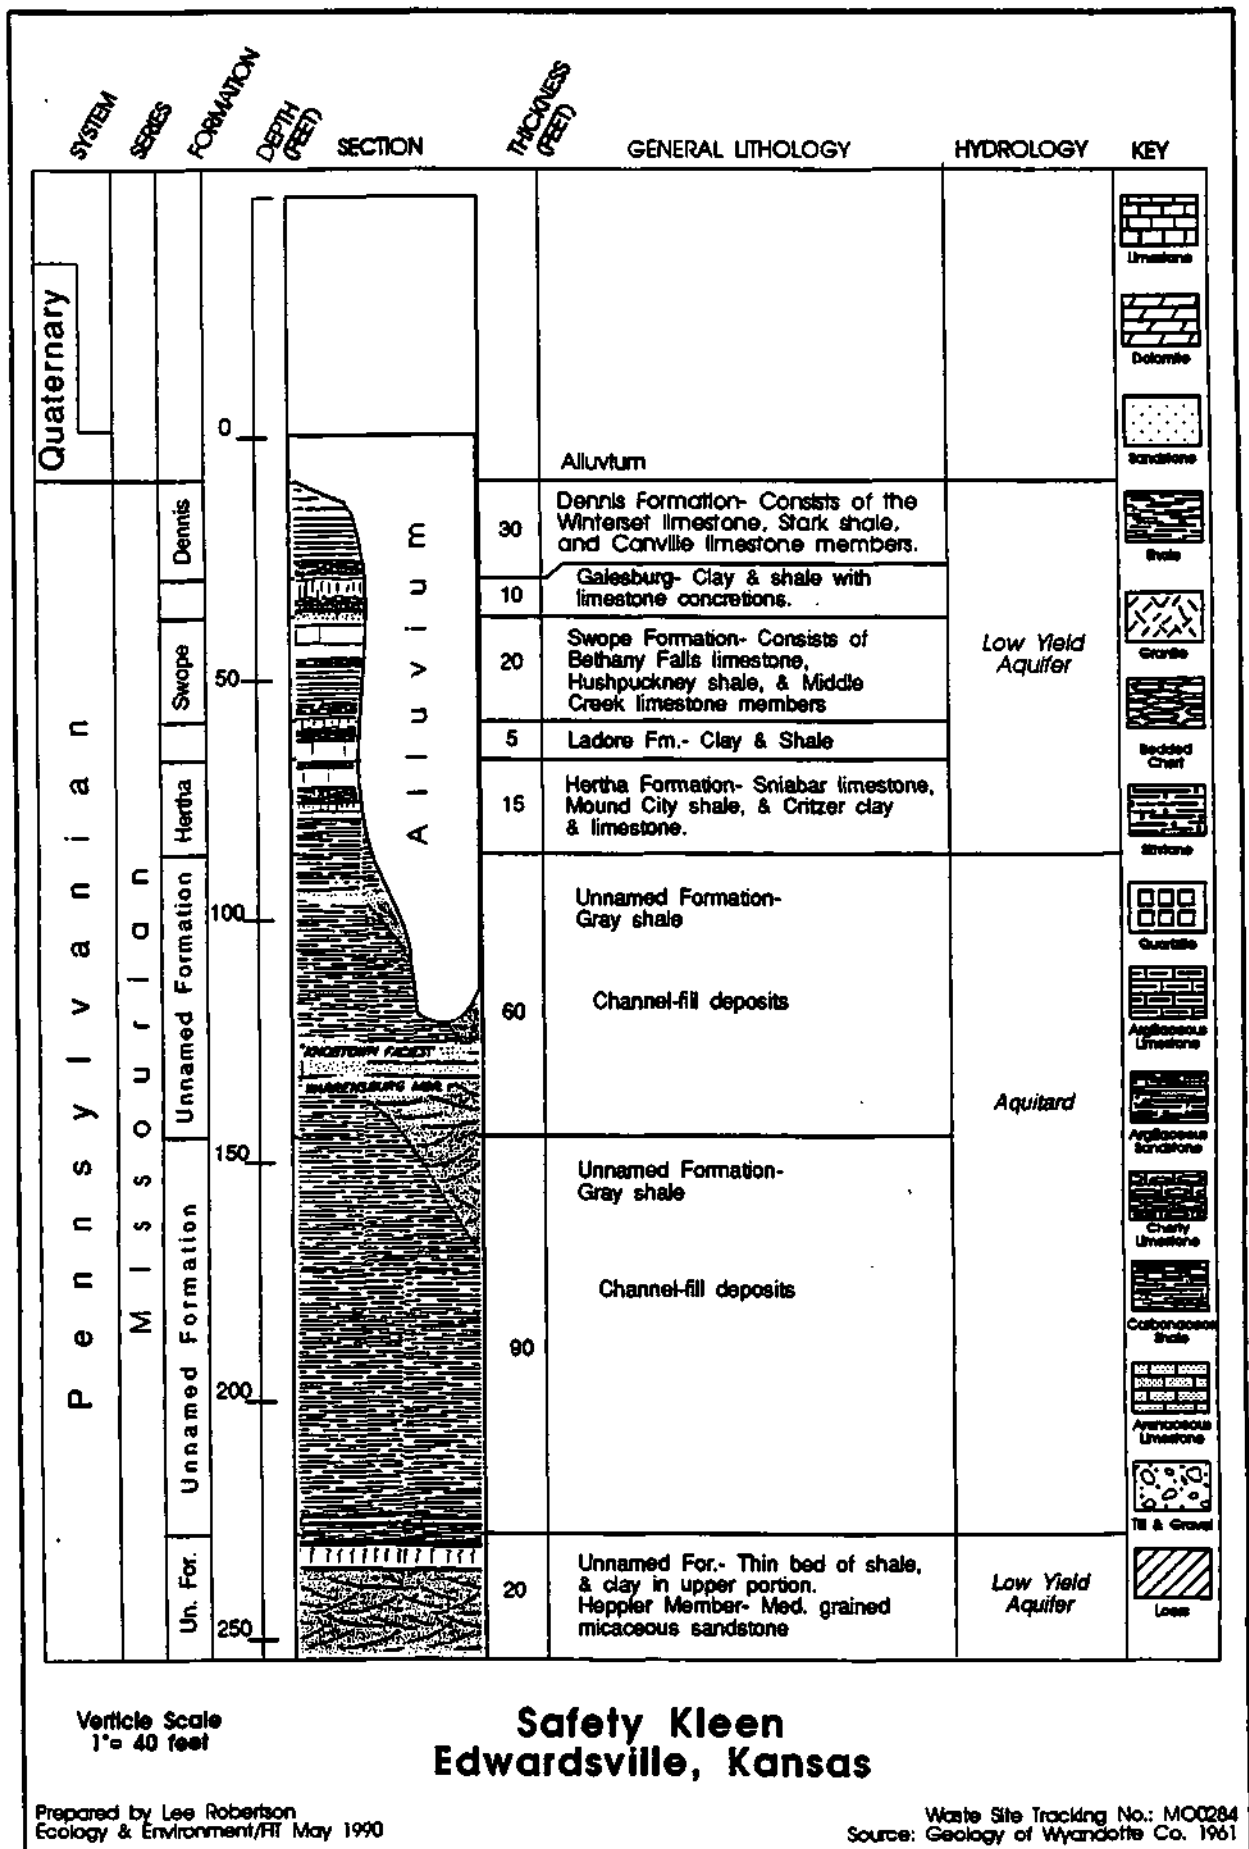 SYSTEM
SERIES
FORMATION
DEPTH
(FEET)
SECTION
THICKNESS
(FEET)
GENERAL LITHOLOGY
HYDROLOGY
KEY
Quaternary
Pennsylvanian
Missourian
Dennis
Swope
Hertha
Unnamed Formation
Unnamed Formation
Un. For.
0
50
100
150
200
250
Alluvium
WARRENSBURG
30
10
20
5
15
60
90
20
Alluvium
Dennis Formation- Consists of the
Winterset limestone, Stark shale,
and Canville limestone members.
Galesburg- Clay & shale with
limestone concretions.
Swope Formation- Consists of
Bethany Falls limestone,
Hushpuckney shale, & Middle
Creek limestone members
Ladore Fm.- Clay & Shale
Hertha Formation- Sniabar limestone,
Mound City shale, & Critzer clay
& limestone.
Unnamed Formation-
Gray shale
Channel-fill deposits
Unnamed Formation-
Gray shale
Channel-fill deposits
Unnamed For.- Thin bed of shale,
& clay in upper portion.
Heppler Member- Med. grained
micaceous sandstone
Low Yield
Aquifer
Aquitard
Low Yield
Aquifer
Limestone
Dolomite
Sandstone
Shale
Granite
Bedded
Chert
Siltstone
Quartzite
Argillaceous
Limestone
Argillaceous
Sandstone
Cherty
Limestone
Carbonaceous
Shale
Arenaceous
Limestone
Till & Gravel
Loess
Verticle Scale
1"= 40 feet
Safety Kleen
Edwardsville, Kansas
Prepared by Lee Robertson
Ecology & Environment/FIT May 1990
Waste Site Tracking No.: MO0284
Source: Geology of Wyandotte Co. 1961